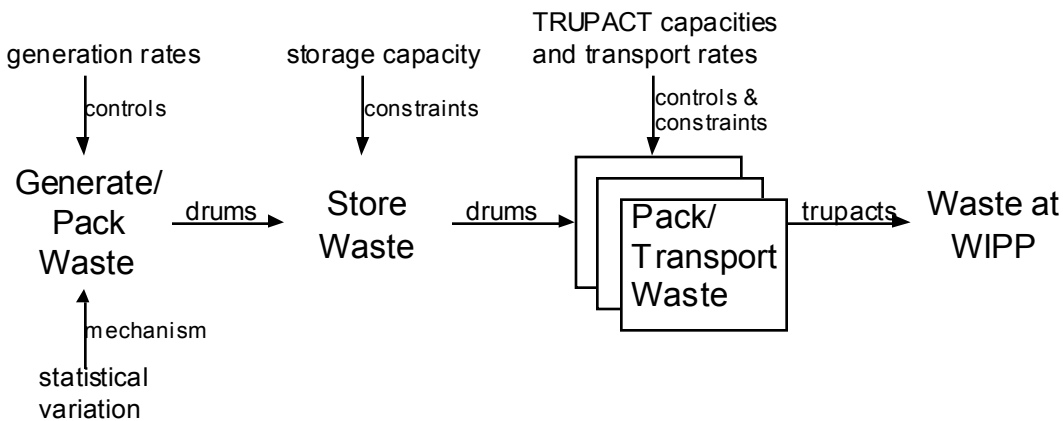 generation rates
storage capacity
TRUPACT capacities
and transport rates
controls
constraints
controls &
constraints
Generate/
Pack
Waste
drums
Store
Waste
drums
Pack/
Transport
Waste
trupacts
Waste at
WIPP
mechanism
statistical
variation